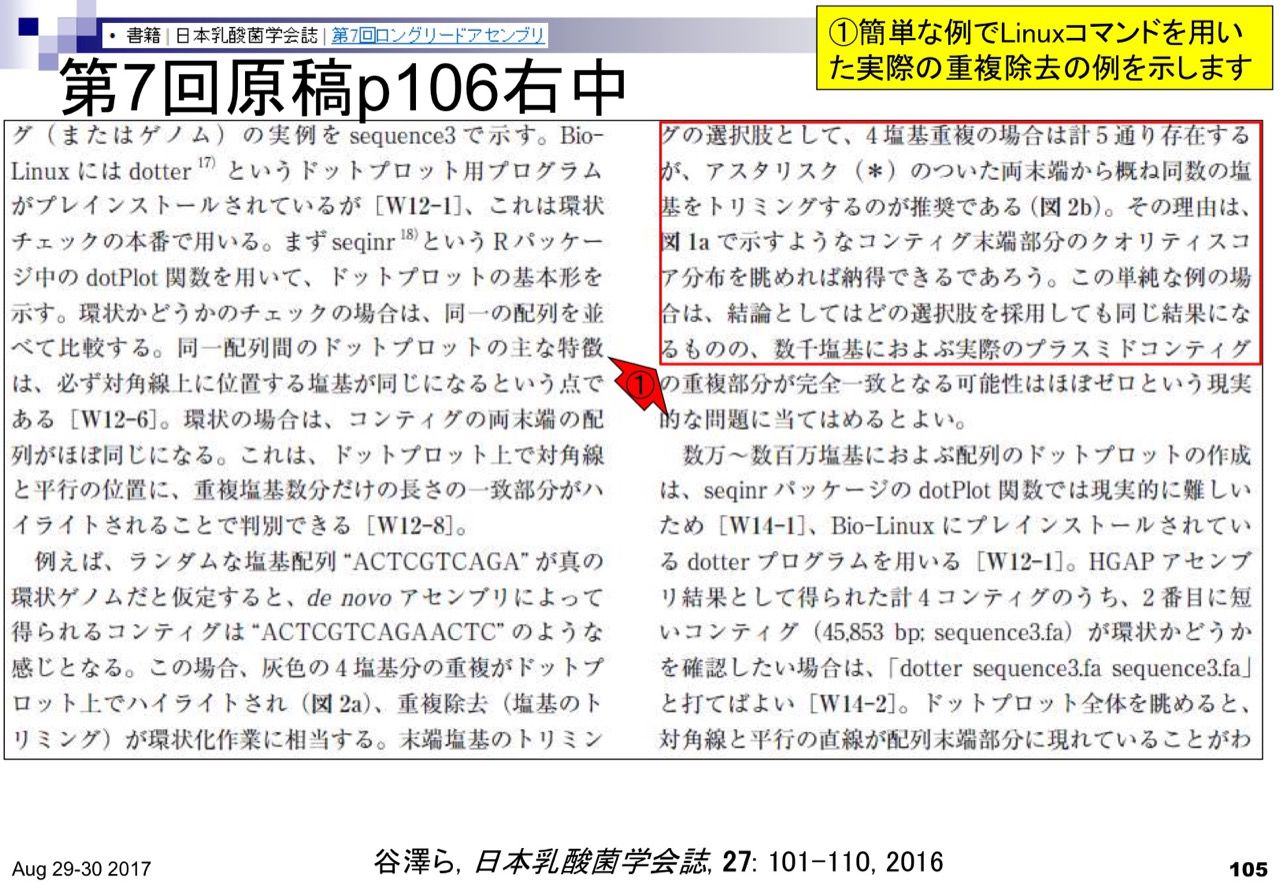 • 書籍 | 日本乳酸菌学会誌 | 第7回ロングリードアセンブリ
①簡単な例でLinuxコマンドを用い
た実際の重複除去の例を示します
第7回原稿p106右中
グ（またはゲノム）の実例を sequence3 で示す。Bio-
Linux には dotter 17) というドットプロット用プログラム
がプレインストールされているが［W12-1］、これは環状
チェックの本番で用いる。まず seqinr 18) という R パッケー
ジ中の dotPlot 関数を用いて、ドットプロットの基本形を
示す。環状かどうかのチェックの場合は、同一の配列を並
べて比較する。同一配列間のドットプロットの主な特徴
は、必ず対角線上に位置する塩基が同じになるという点で
ある［W12-6］。環状の場合は、コンティグの両末端の配
列がほぼ同じになる。これは、ドットプロット上で対角線
と平行の位置に、重複塩基数分だけの長さの一致部分がハ
イライトされることで判別できる［W12-8］。
例えば、ランダムな塩基配列 “ACTCGTCAGA” が真の
環状ゲノムだと仮定すると、de novo アセンブリによって
得られるコンティグは “ACTCGTCAGAACTC” のような
感じとなる。この場合、灰色の 4 塩基分の重複がドットプ
ロット上でハイライトされ（図 2a）、重複除去（塩基のト
リミング）が環状化作業に相当する。末端塩基のトリミン
グの選択肢として、4 塩基重複の場合は計 5 通り存在する
が、アスタリスク（＊）のついた両末端から概ね同数の塩
基をトリミングするのが推奨である（図 2b）。その理由は、
図 1a で示すようなコンティグ末端部分のクオリティスコ
ア分布を眺めれば納得できるであろう。この単純な例の場
合は、結論としてはどの選択肢を採用しても同じ結果にな
るものの、数千塩基におよぶ実際のプラスミドコンティグ
①
の重複部分が完全一致となる可能性はほぼゼロという現実
的な問題に当てはめるとよい。
数万～数百万塩基におよぶ配列のドットプロットの作成
は、seqinr パッケージの dotPlot 関数では現実的に難しい
ため［W14-1］、Bio-Linux にプレインストールされてい
る dotter プログラムを用いる［W12-1］。HGAP アセンブ
リ結果として得られた計 4 コンティグのうち、2 番目に短
いコンティグ（45,853 bp; sequence3.fa）が環状かどうか
を確認したい場合は、「dotter sequence3.fa sequence3.fa」
と打てばよい［W14-2］。ドットプロット全体を眺めると、
対角線と平行の直線が配列末端部分に現れていることがわ
Aug 29-30 2017
谷澤ら, 日本乳酸菌学会誌, 27: 101-110, 2016
105